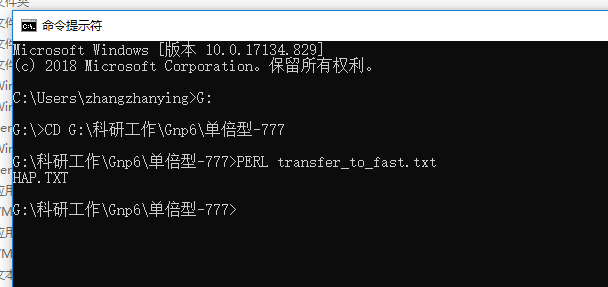 命令提示符
Microsoft Windows [版本 10.0.17134.829]
(c) 2018 Microsoft Corporation。保留所有权利。
C:\Users\zhangzhanying>G:
G:\>CD G:\科研工作\Gnp6\单倍型-777
G:\科研工作\Gnp6\单倍型-777>PERL transfer_to_fast.txt
HAP.TXT
G:\科研工作\Gnp6\单倍型-777>